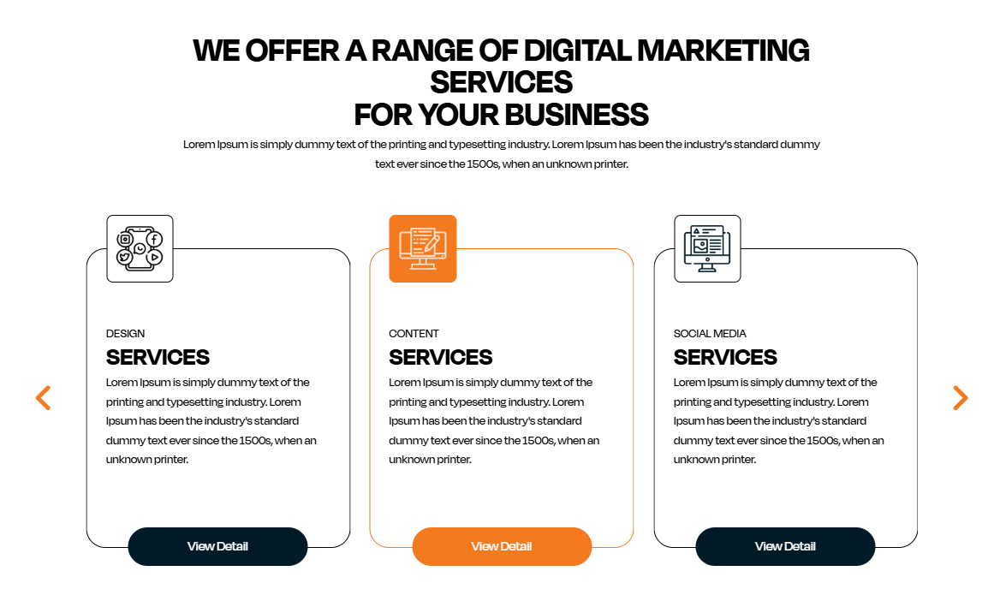 WE OFFER A RANGE OF DIGITAL MARKETING
SERVICES
FOR YOUR BUSINESS
Lorem Ipsum is simply dummy text of the printing and typesetting industry. Lorem Ipsum has been the industry's standard dummy
text ever since the 1500s, when an unknown printer.
DESIGN
SERVICES
Lorem Ipsum is simply dummy text of the
printing and typesetting industry. Lorem
Ipsum has been the industry's standard
dummy text ever since the 1500s, when an
unknown printer.
View Detail
CONTENT
SERVICES
Lorem Ipsum is simply dummy text of the
printing and typesetting industry. Lorem
Ipsum has been the industry's standard
dummy text ever since the 1500s, when an
unknown printer.
View Detail
SOCIAL MEDIA
SERVICES
Lorem Ipsum is simply dummy text of the
printing and typesetting industry. Lorem
Ipsum has been the industry's standard
dummy text ever since the 1500s, when an
unknown printer.
View Detail